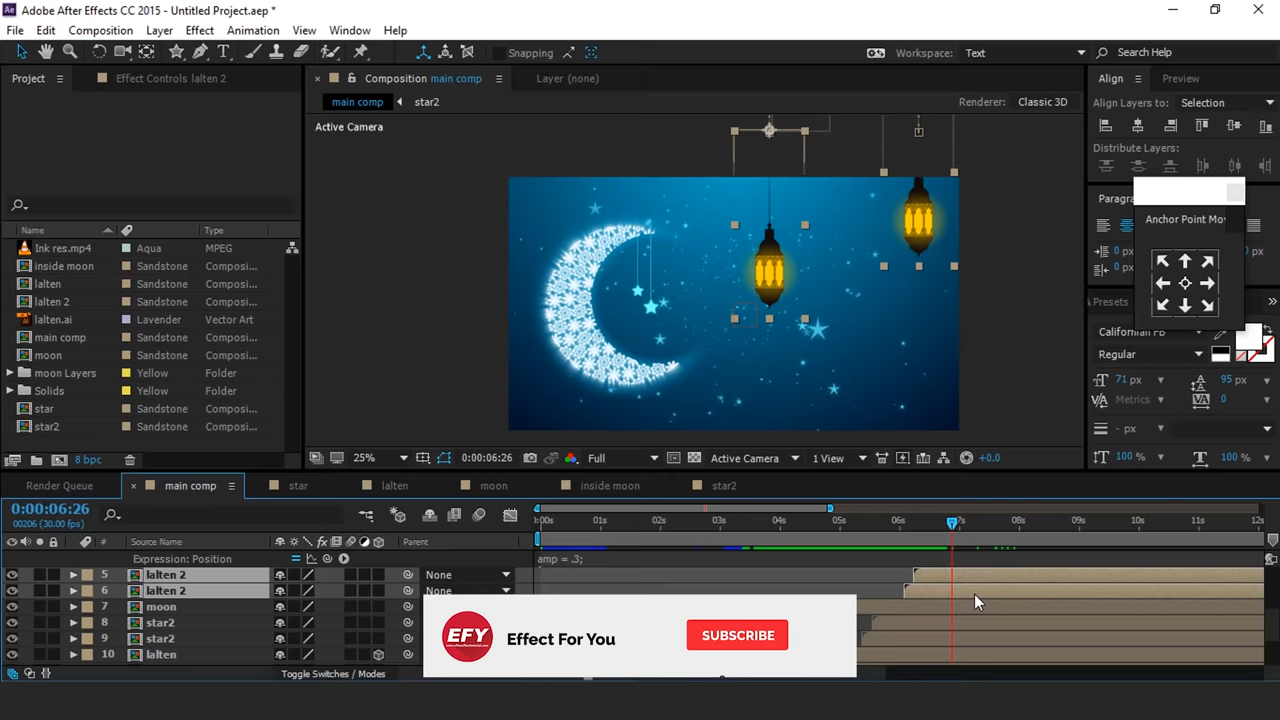 Ae Adobe After Effects CC 2015 - Untitled Project.aep *
File Edit Composition Layer Effect Animation View Window Help
Snapping Workspace: Text Search Help
Project Effect Controls lalten 2 Composition main comp Layer (none) Align Preview
main comp star2 Renderer: Classic 3D Align Layers to: Selection
Active Camera
Distribute Layers:
Paragra
Anchor Point Mov
Name Type
Ink res.mp4 Aqua MPEG
inside moon Sandstone Composi...
lalten Sandstone Composi...
lalten 2 Sandstone Composi...
lalten.ai Lavender Vector Art
main comp Sandstone Composi...
moon Sandstone Composi...
moon Layers Yellow Folder
Solids Yellow Folder
star Sandstone Composi...
star2 Sandstone Composi...
0 px
0 px
Presets
Californian FB
Regular
71 px 95 px
Metrics 0
- px
100 % 100 %
8 bpc 25% 0:00:06:26 Full Active Camera 1 View +0.0
Render Queue main comp star lalten moon inside moon star2
0:00:06:26
00206 (30.00 fps)
:00s 01s 02s 03s 04s 05s 06s 7s 08s 09s 10s 11s 12s
# Source Name Parent
Expression: Position amp = .3;
5 lalten 2 None
6 lalten 2 None
7 moon
8 star2
9 star2
10 lalten
EFY Effect For You SUBSCRIBE
Toggle Switches / Modes